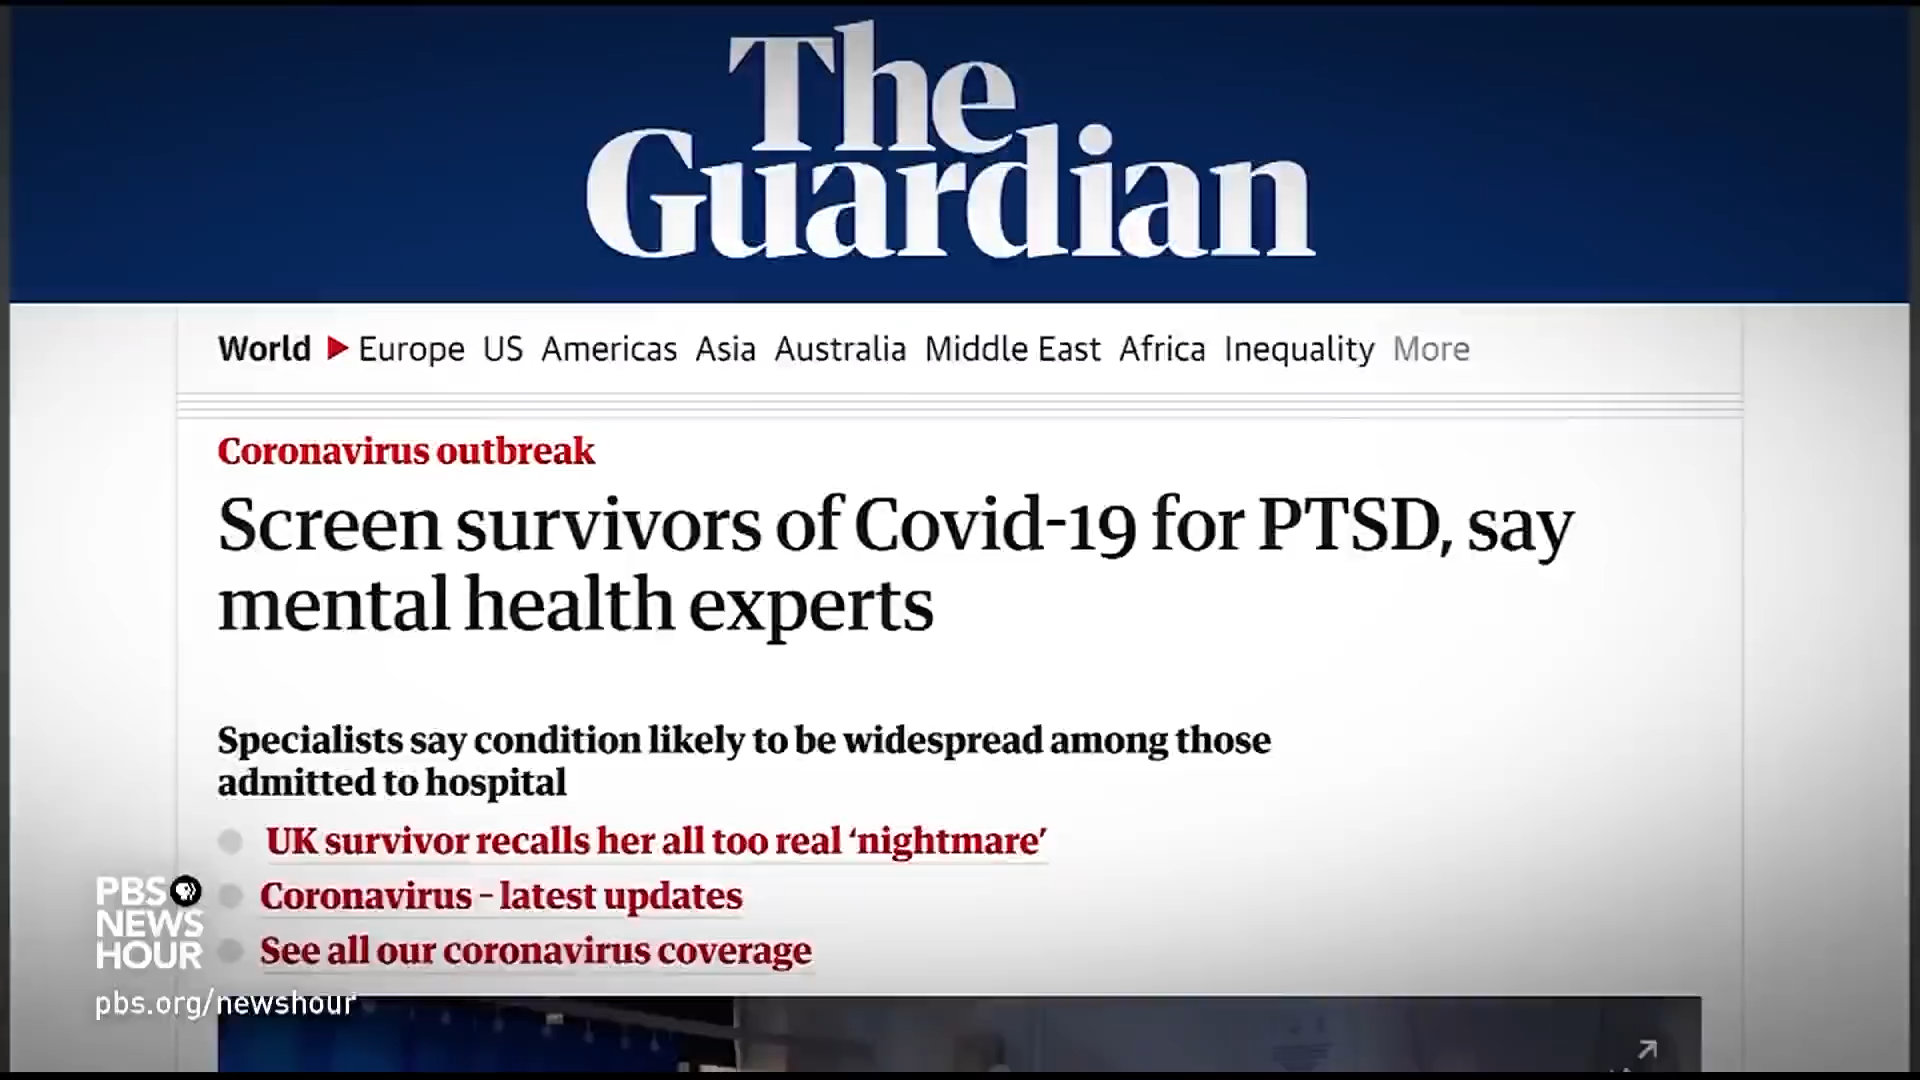 The
Guardian
World Europe US Americas Asia Australia Middle East Africa Inequality More
Coronavirus outbreak
Screen survivors of Covid-19 for PTSD, say
mental health experts
Specialists say condition likely to be widespread among those
admitted to hospital
UK survivor recalls her all too real ‘nightmare’
Coronavirus – latest updates
See all our coronavirus coverage
PBS
NEWS
HOUR
pbs.org/newshour